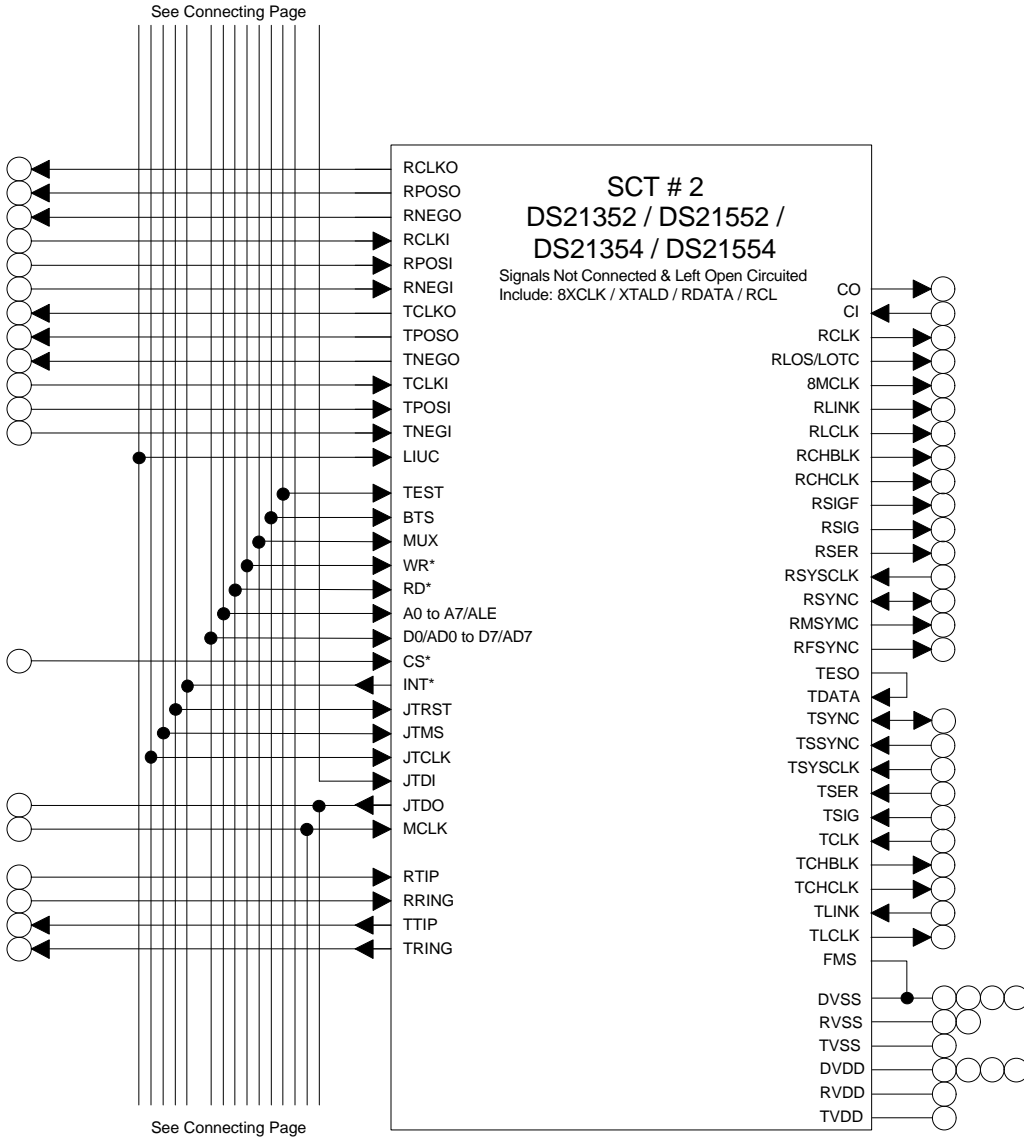 See Connecting Page
SCT # 2
DS21352 / DS21552 /
DS21354 / DS21554
Signals Not Connected & Left Open Circuited
Include: 8XCLK / XTALD / RDATA / RCL
RCLKO
RPOSO
RNEGO
RCLKI
RPOSI
RNEGI
TCLKO
TPOSO
TNEGO
TCLKI
TPOSI
TNEGI
LIUC
TEST
BTS
MUX
WR*
RD*
A0 to A7/ALE
D0/AD0 to D7/AD7
CS*
INT*
JTRST
JTMS
JTCLK
JTDI
JTDO
MCLK
RTIP
RRING
TTIP
TRING
CO
CI
RCLK
RLOS/LOTC
8MCLK
RLINK
RLCLK
RCHBLK
RCHCLK
RSIGF
RSIG
RSER
RSYSCLK
RSYNC
RMSYMC
RFSYNC
TESO
TDATA
TSYNC
TSSYNC
TSYSCLK
TSER
TSIG
TCLK
TCHBLK
TCHCLK
TLINK
TLCLK
FMS
DVSS
RVSS
TVSS
DVDD
RVDD
TVDD
See Connecting Page